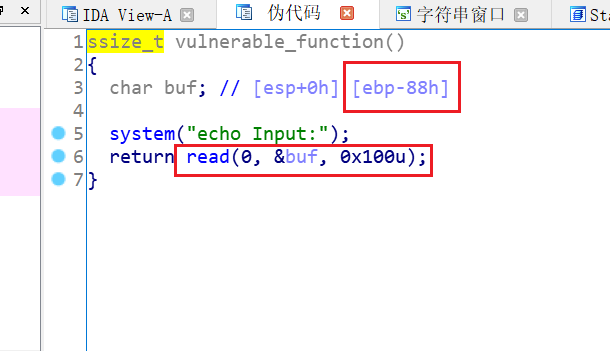 IDA View-A 伪代码 字符串窗口 Sta
1 ssize_t vulnerable_function()
2 {
3 char buf; // [esp+0h] [ebp-88h]
4
5 system("echo Input:");
6 return read(0, &buf, 0x100u);
7 }